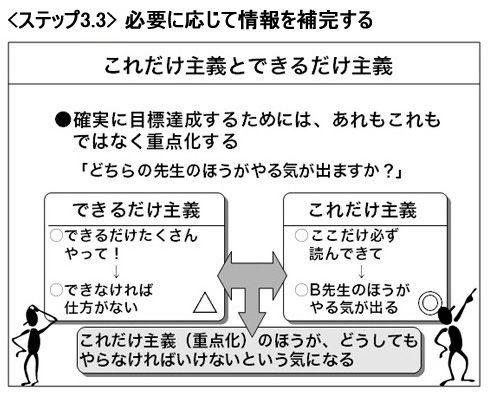 <ステップ3.3> 必要に応じて情報を補完する
これだけ主義とできるだけ主義
●確実に目標達成するためには、あれもこれも
ではなく重点化する
「どちらの先生のほうがやる気が出ますか？」
できるだけ主義
○できるだけたくさん
やって！
↓
○できなければ
仕方がない
△
これだけ主義
○ここだけ必ず
読んできて
↓
○B先生のほうが
やる気が出る
◎
これだけ主義（重点化）のほうが、どうしても
やらなければいけないという気になる